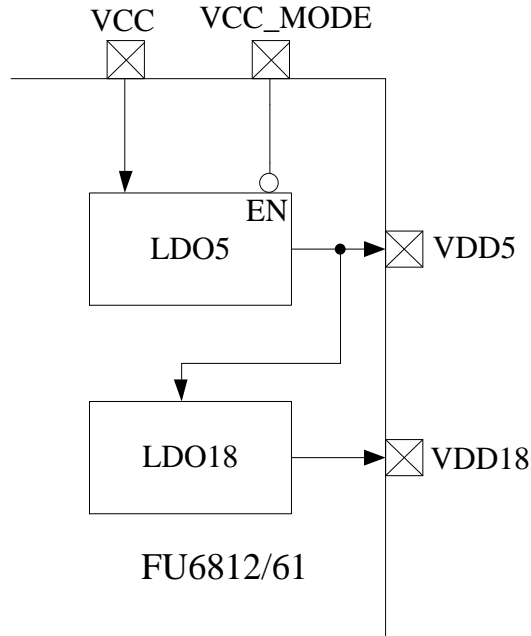 VCC
VCC_MODE
EN
LDO5
VDD5
LDO18
VDD18
FU6812/61